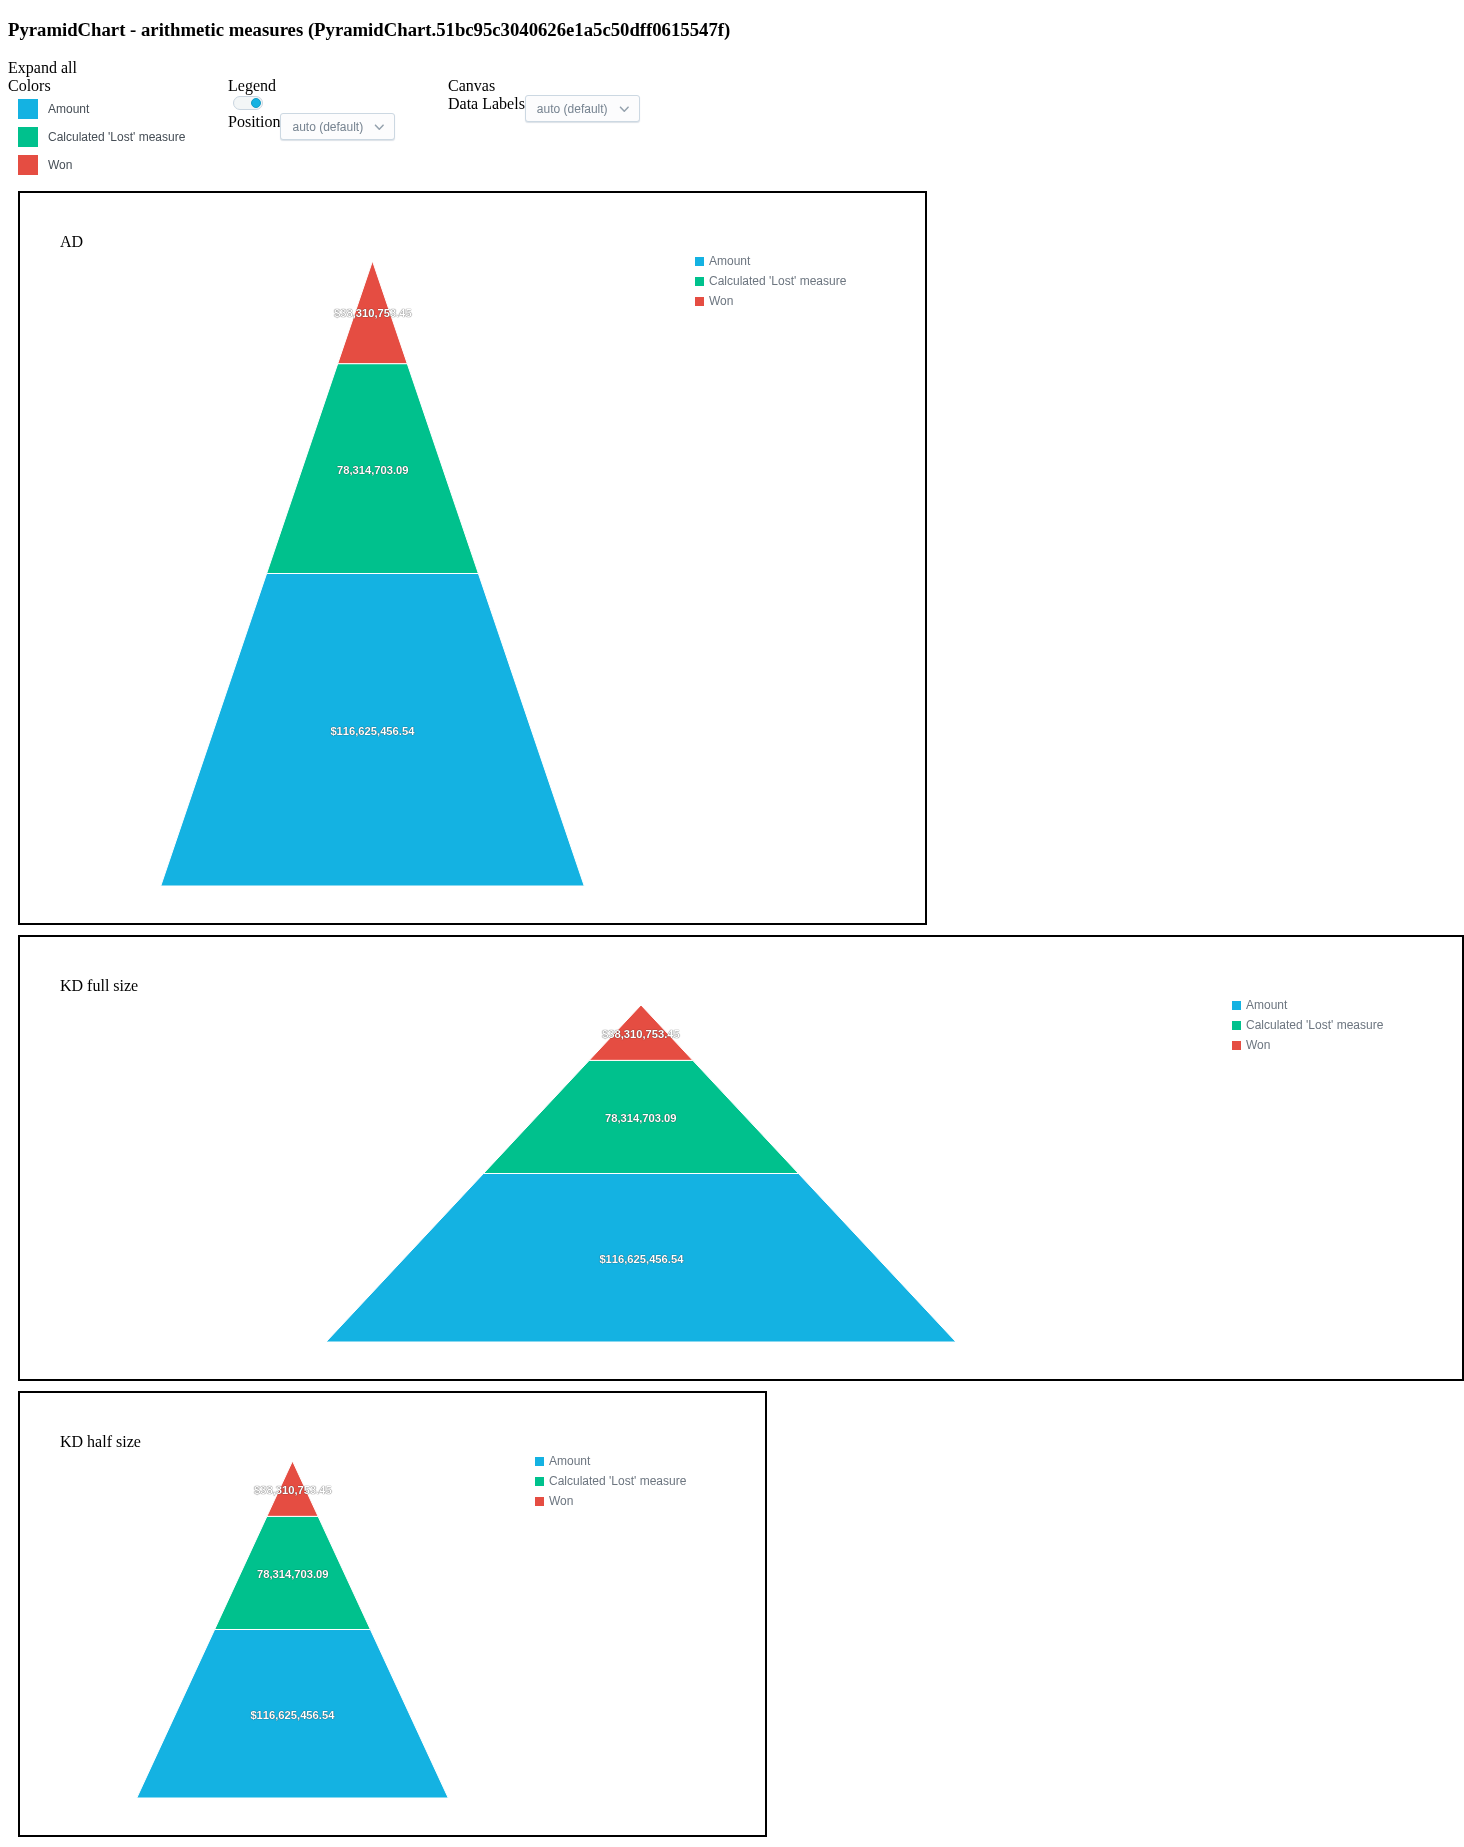 PyramidChart - arithmetic measures (PyramidChart.51bc95c3040626e1a5c50dff0615547f)
Expand all
Colors
Amount
Calculated 'Lost' measure
Won
Legend
Position auto (default)
Canvas
Data Labels auto (default)
AD
$38,310,753.45
78,314,703.09
$116,625,456.54
Amount
Calculated 'Lost' measure
Won
KD full size
$38,310,753.45
78,314,703.09
$116,625,456.54
Amount
Calculated 'Lost' measure
Won
KD half size
$38,310,753.45
78,314,703.09
$116,625,456.54
Amount
Calculated 'Lost' measure
Won